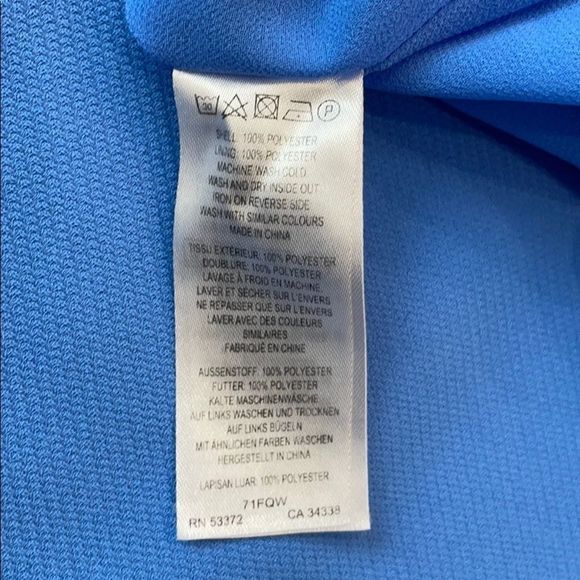 30
P
SHELL: 100% POLYESTER
LINING: 100% POLYESTER
MACHINE WASH COLD
WASH AND DRY INSIDE OUT
IRON ON REVERSE SIDE
WASH WITH SIMILAR COLOURS
MADE IN CHINA
TISSU EXTÉRIEUR: 100% POLYESTER
DOUBLURE: 100% POLYESTER
LAVAGE À FROID EN MACHINE
LAVER ET SÉCHER SUR L'ENVERS
NE REPASSER QUE SUR L'ENVERS
LAVER AVEC DES COULEURS
SIMILAIRES
FABRIQUÉ EN CHINE
AUSSENSTOFF: 100% POLYESTER
FUTTER: 100% POLYESTER
KALTE MASCHINENWÄSCHE
AUF LINKS WASCHEN UND TROCKNEN
AUF LINKS BÜGELN
MIT ÄHNLICHEN FARBEN WASCHEN
HERGESTELLT IN CHINA
LAPISAN LUAR: 100% POLYESTER
71FQW
RN 53372 CA 34338